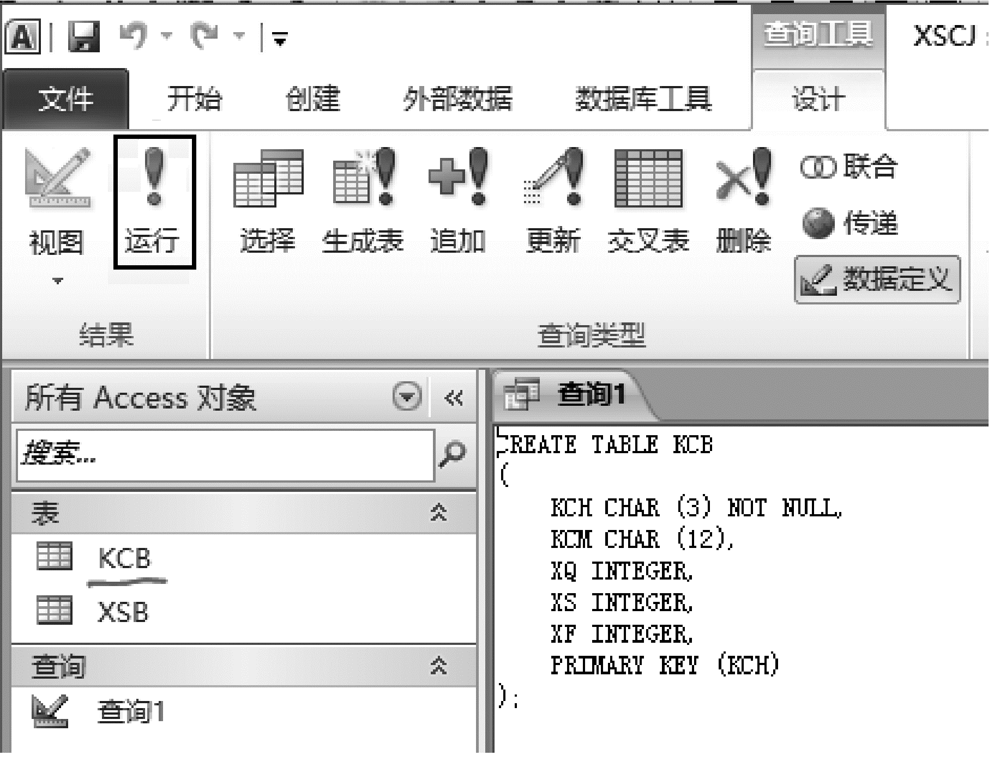 查询工具 XSCJ :
文件 开始 创建 外部数据 数据库工具 设计
视图 运行 选择 生成表 追加 更新 交叉表 删除 联合
传递
数据定义
结果 查询类型
所有 Access 对象 «
搜索...
表
KCB
XSB
查询
查询1
查询1
CREATE TABLE KCB
(
KCH CHAR (3) NOT NULL,
KCM CHAR (12),
XQ INTEGER,
XS INTEGER,
XF INTEGER,
PRIMARY KEY (KCH)
);